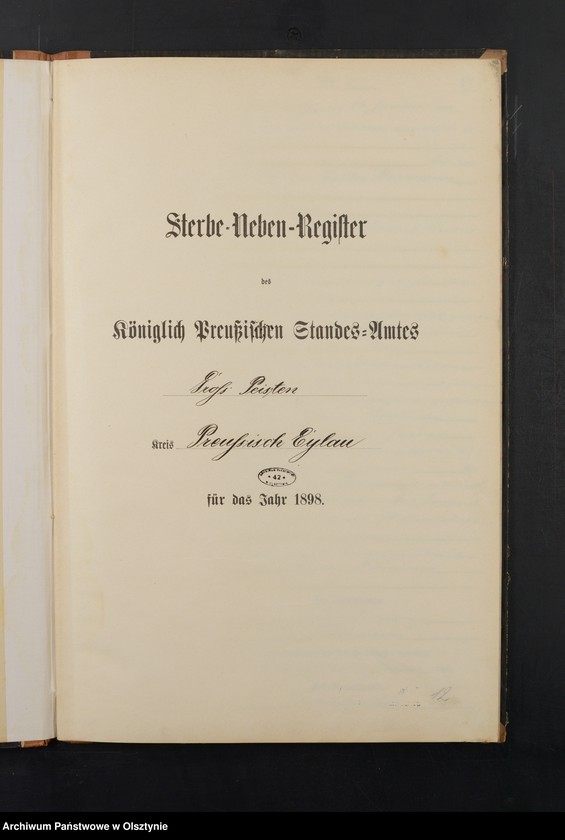 Sterbe-Neben-Register
des
Königlich Preußischen Standes-Amtes
Groß Peisten
Kreis Preußisch Eylau
* 42 *
für das Jahr 1898.
12
Archiwum Państwowe w Olsztynie